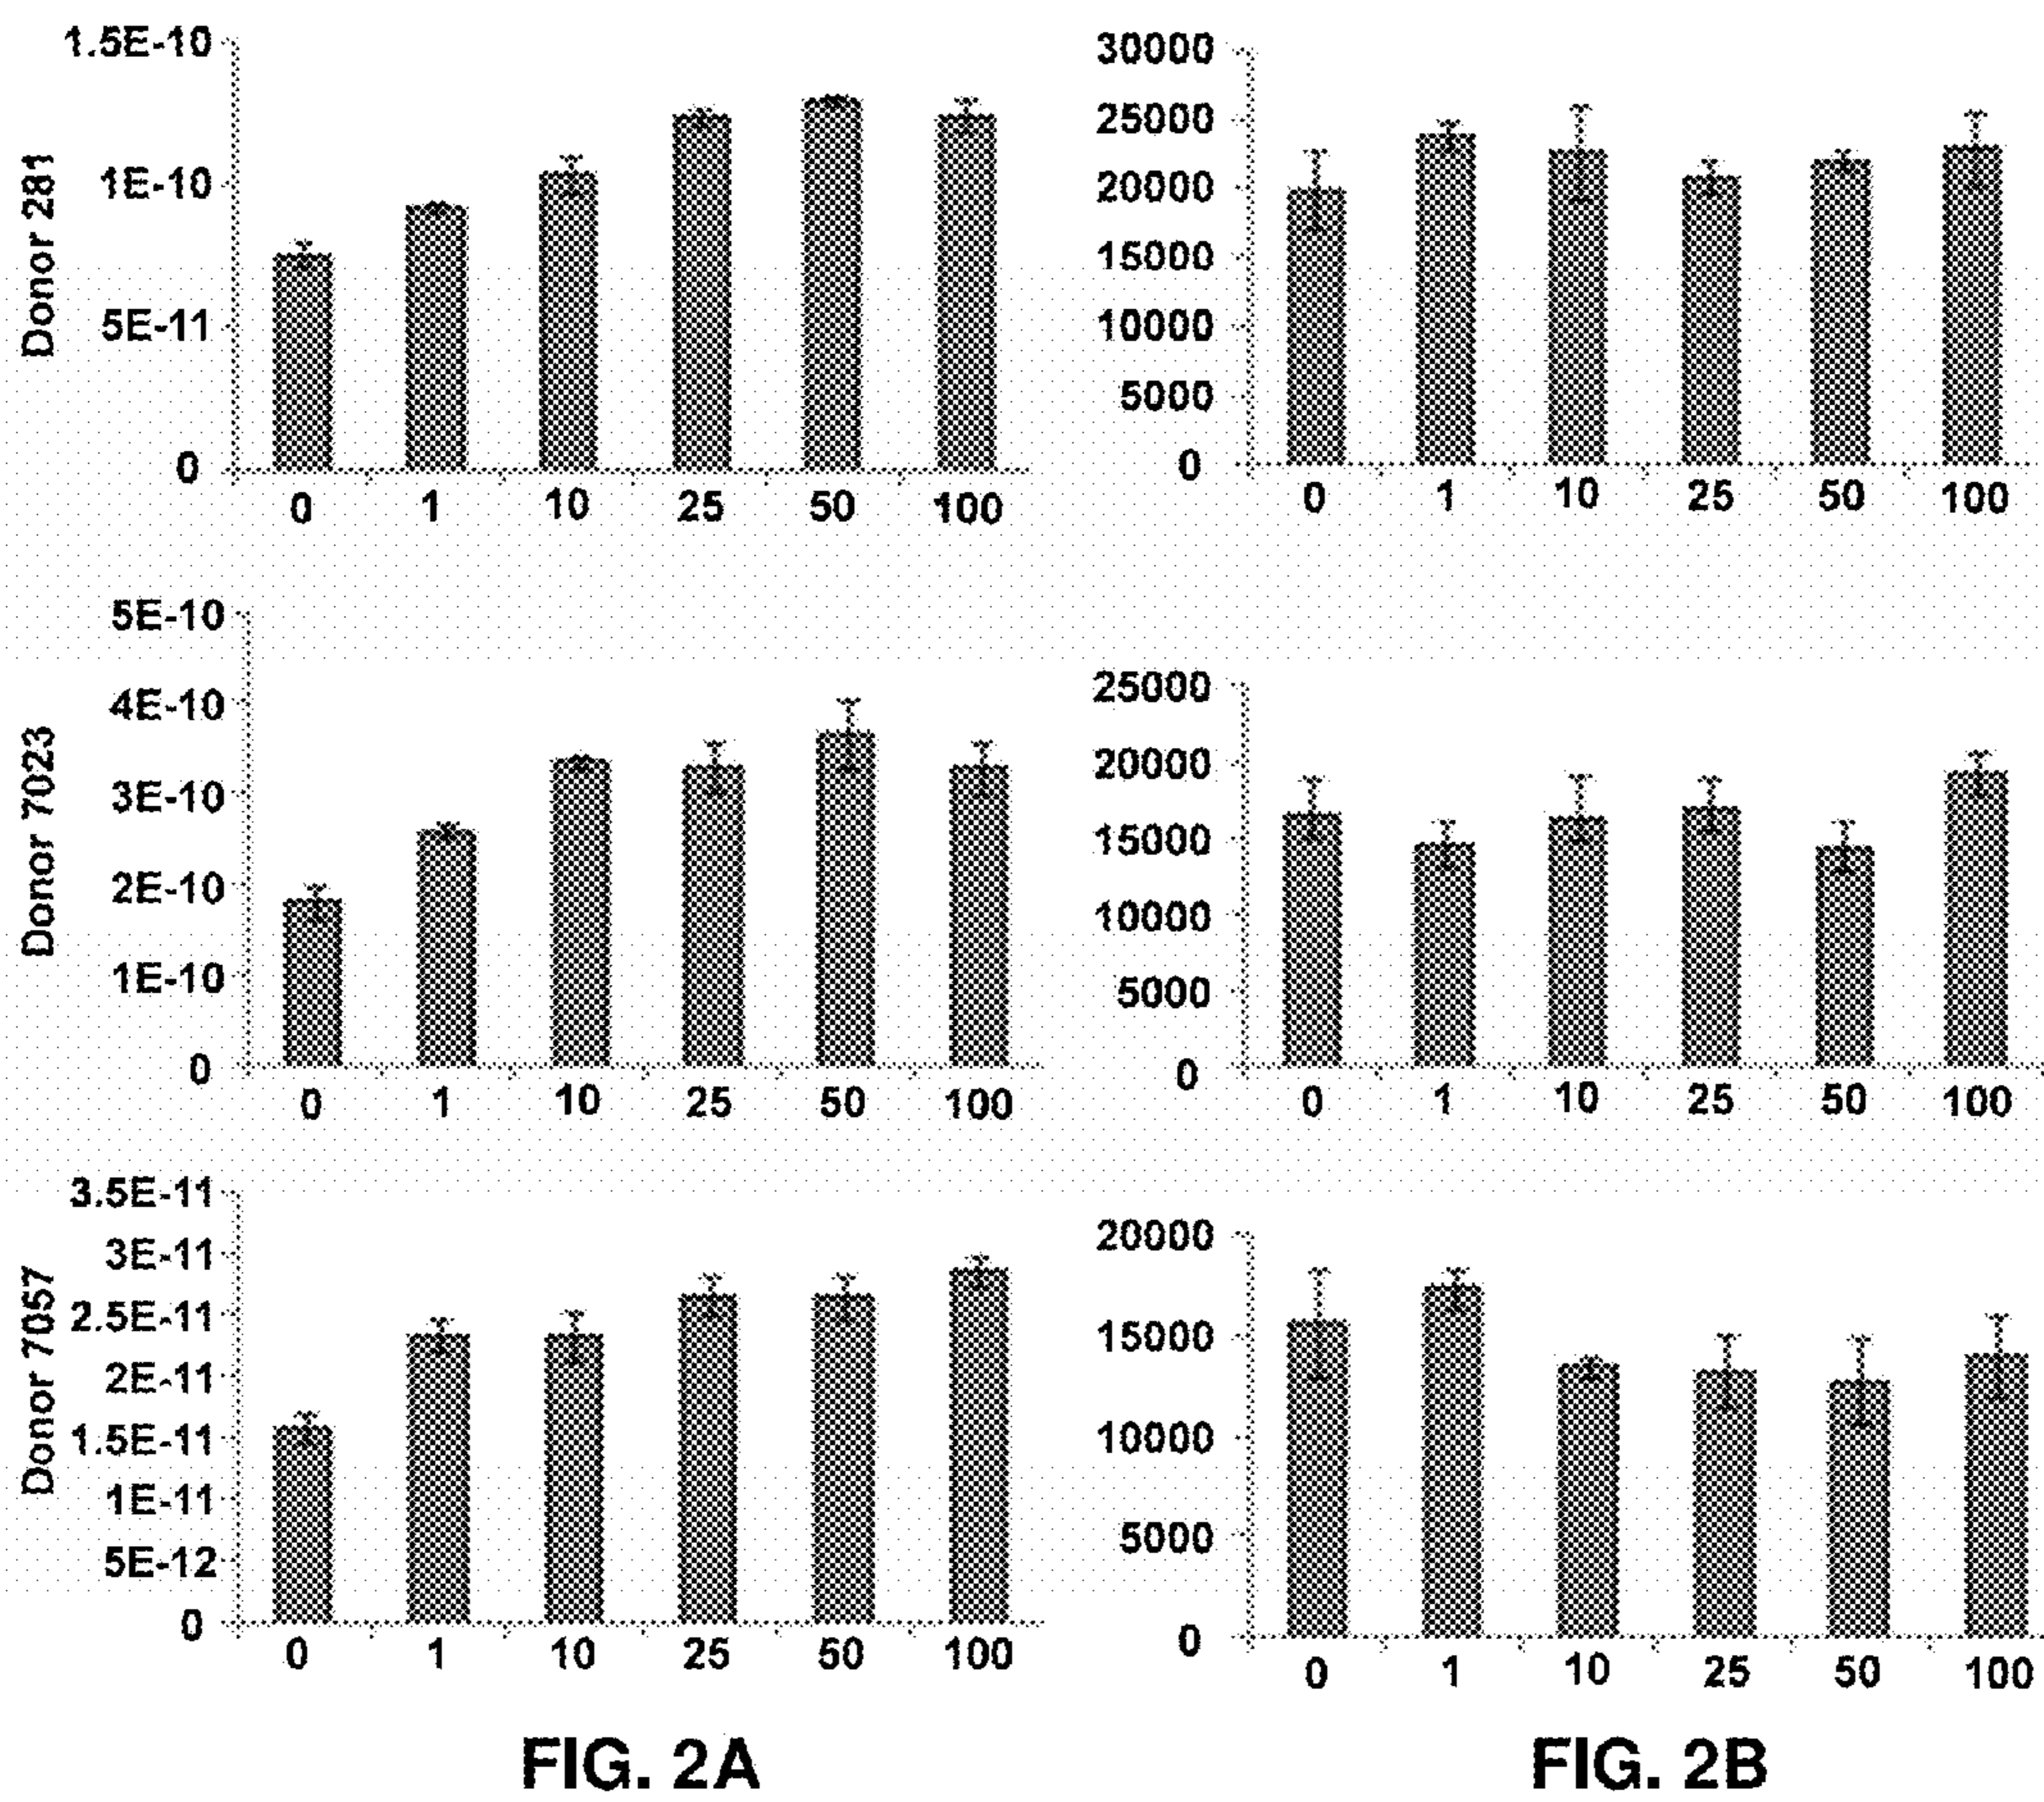 Donor 281
1.5E-10
1E-10
5E-11
0
0 1 10 25 50 100
30000
25000
20000
15000
10000
5000
0
0 1 10 25 50 100
Donor 7023
5E-10
4E-10
3E-10
2E-10
1E-10
0
0 1 10 25 50 100
25000
20000
15000
10000
5000
0
0 1 10 25 50 100
Donor 7057
3.5E-11
3E-11
2.5E-11
2E-11
1.5E-11
1E-11
5E-12
0
0 1 10 25 50 100
20000
15000
10000
5000
0
0 1 10 25 50 100
FIG. 2A
FIG. 2B